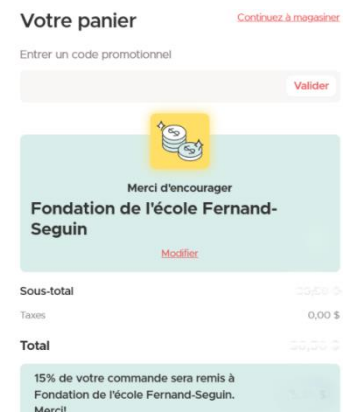 Votre panier
Continuez à magasiner
Entrer un code promotionnel
Valider
Merci d'encourager
Fondation de l'école Fernand-
Seguin
Modifier
Sous-total
Taxes 0,00 $
Total
15% de votre commande sera remis à
Fondation de l'école Fernand-Seguin.
Merci!